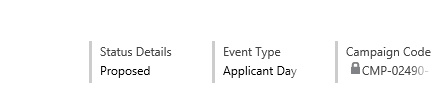 Status Details Event Type Campaign Code
Proposed Applicant Day CMP-02490-